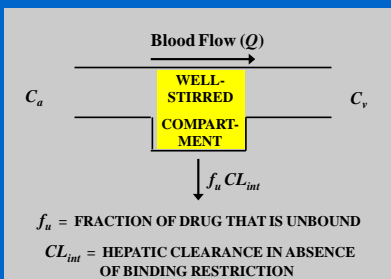 Blood Flow (Q)
WELL-
STIRRED
COMPART-
MENT
C_a
C_v
f_u CL_int
f_u = FRACTION OF DRUG THAT IS UNBOUND
CL_int = HEPATIC CLEARANCE IN ABSENCE
OF BINDING RESTRICTION